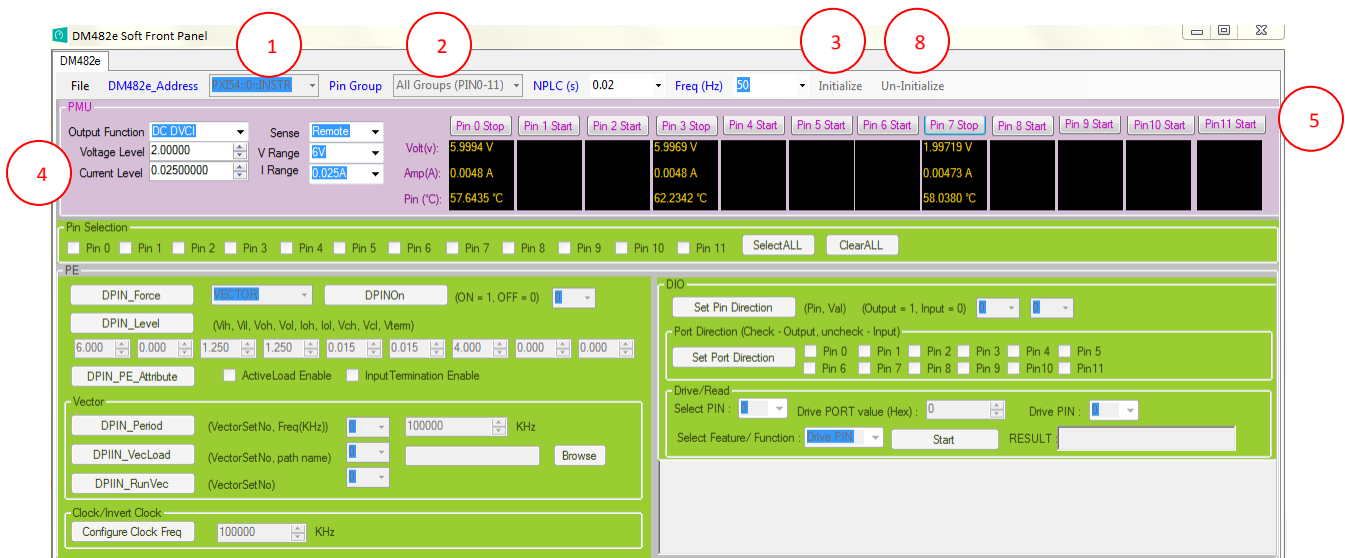 1 2 3 8
DM482e Soft Front Panel
DM482e
File DM482e_Address PXI54::0::INSTR Pin Group All Groups (PIN0-11) NPLC (s) 0.02 Freq (Hz) 50 Initialize Un-Initialize
PMU
Pin 0 Stop Pin 1 Start Pin 2 Start Pin 3 Stop Pin 4 Start Pin 5 Start Pin 6 Start Pin 7 Stop Pin 8 Start Pin 9 Start Pin10 Start Pin11 Start 5
Output Function DC DVCI Sense Remote
Volt(v): 5.9994 V 5.9969 V 1.99719 V
Voltage Level 2.00000 V Range 6V
4 Current Level 0.02500000 I Range 0.025A Amp(A): 0.0048 A 0.0048 A 0.00473 A
Pin (°C): 57.6435 °C 62.2342 °C 58.0380 °C
Pin Selection
Pin 0 Pin 1 Pin 2 Pin 3 Pin 4 Pin 5 Pin 6 Pin 7 Pin 8 Pin 9 Pin 10 Pin 11 SelectALL ClearALL
PE
DPIN_Force VECTOR DPINOn (ON = 1, OFF = 0) 0
DPIN_Level (Vih, Vil, Voh, Vol, Ioh, Iol, Vch, Vcl, Vterm)
6.000 0.000 1.250 1.250 0.015 0.015 4.000 0.000 0.000
DPIN_PE_Attribute ActiveLoad Enable InputTermination Enable
Vector
DPIN_Period (VectorSetNo, Freq(KHz)) 0 100000 KHz
DPIIN_VecLoad (VectorSetNo, path name) 0 Browse
DPIIN_RunVec (VectorSetNo) 0
Clock/Invert Clock
Configure Clock Freq 100000 KHz
DIO
Set Pin Direction (Pin, Val) (Output = 1, Input = 0) 0 0
Port Direction (Check - Output, uncheck - Input)
Set Port Direction Pin 0 Pin 1 Pin 2 Pin 3 Pin 4 Pin 5
Pin 6 Pin 7 Pin 8 Pin 9 Pin10 Pin11
Drive/Read
Select PIN : 0 Drive PORT value (Hex) : 0 Drive PIN : 0
Select Feature/ Function : Drive PIN Start RESULT :